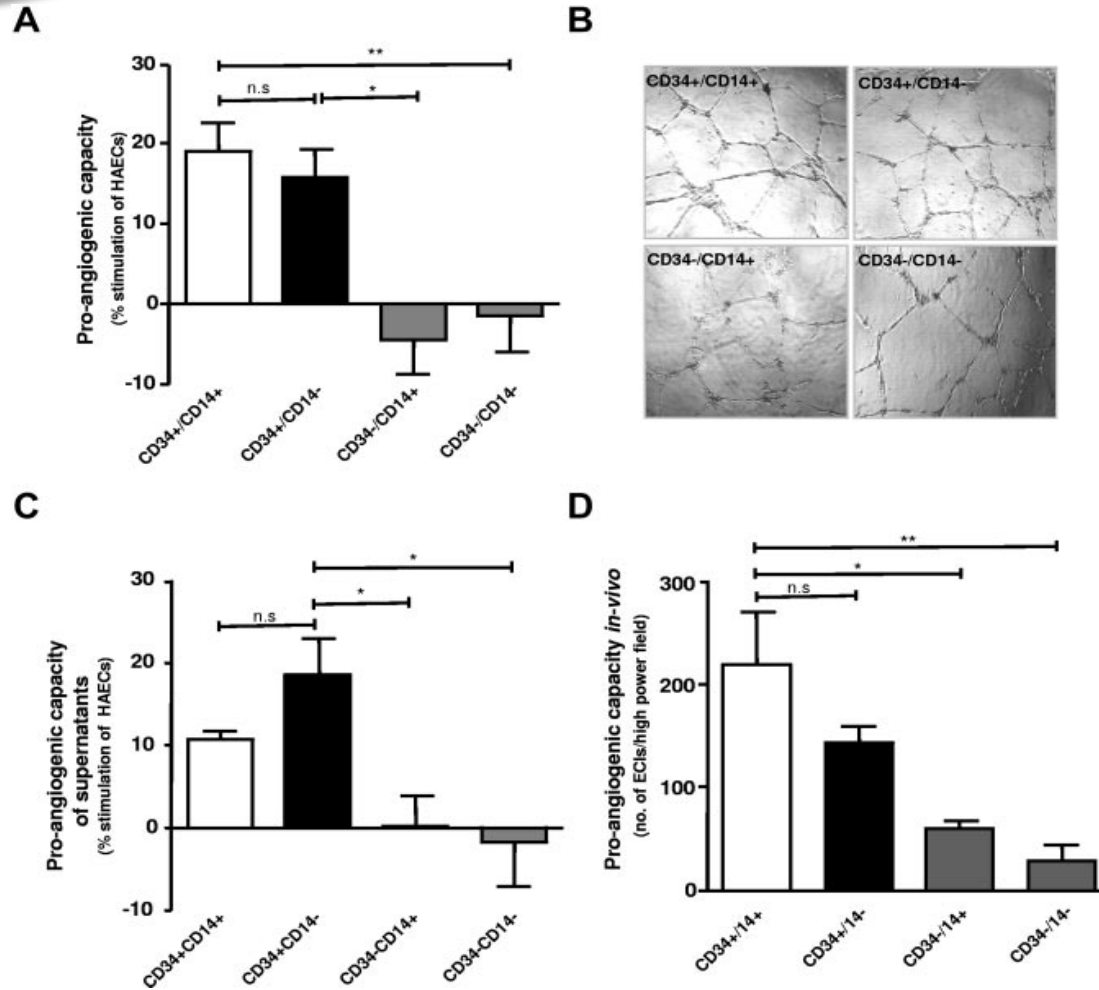 A
Pro-angiogenic capacity
(% stimulation of HAECs)
30
20
10
0
-10
**
n.s
*
CD34+/CD14+
CD34+/CD14-
CD34-/CD14+
CD34-/CD14-
B
CD34+/CD14+
CD34+/CD14-
CD34-/CD14+
CD34-/CD14-
C
Pro-angiogenic capacity
of supernatants
(% stimulation of HAECs)
30
20
10
0
-10
*
*
n.s
CD34+CD14+
CD34+CD14-
CD34-CD14+
CD34-CD14-
D
Pro-angiogenic capacity in-vivo
(no. of ECIs/high power field)
300
200
100
0
**
*
n.s
CD34+/14+
CD34+/14-
CD34-/14+
CD34-/14-